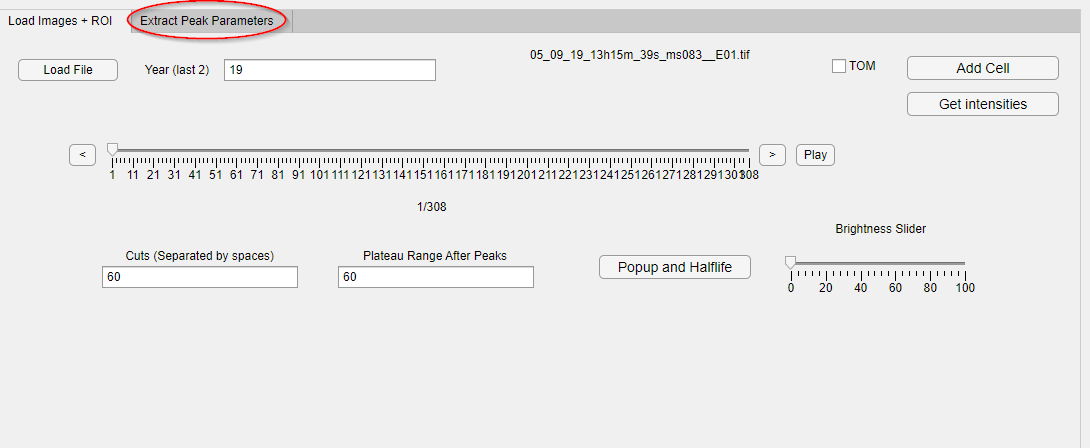 Load Images + ROI
Extract Peak Parameters
05_09_19_13h15m_39s_ms083__E01.tif
Load File
Year (last 2)
19
TOM
Add Cell
Get intensities
<
>
Play
1 11 21 31 41 51 61 71 81 91 101 111 121 131 141 151 161 171 181 191 201 211 221 231 241 251 261 271 281 291 301 308
1/308
Brightness Slider
Cuts (Separated by spaces)
Plateau Range After Peaks
60
60
Popup and Halflife
0 20 40 60 80 100